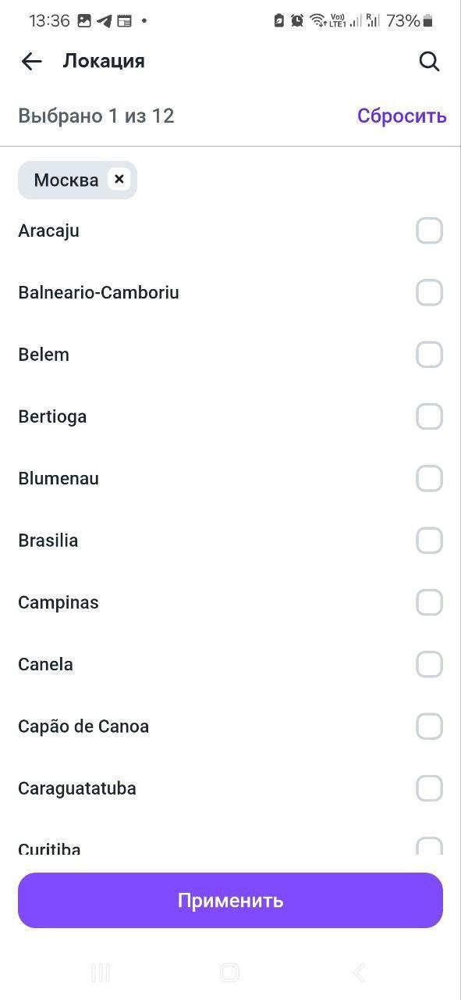 13:36 Vo)) LTE1 R 73%
Локация
Выбрано 1 из 12 Сбросить
Москва
Aracaju
Balneario-Camboriu
Belem
Bertioga
Blumenau
Brasilia
Campinas
Canela
Capão de Canoa
Caraguatatuba
Curitiba
Применить